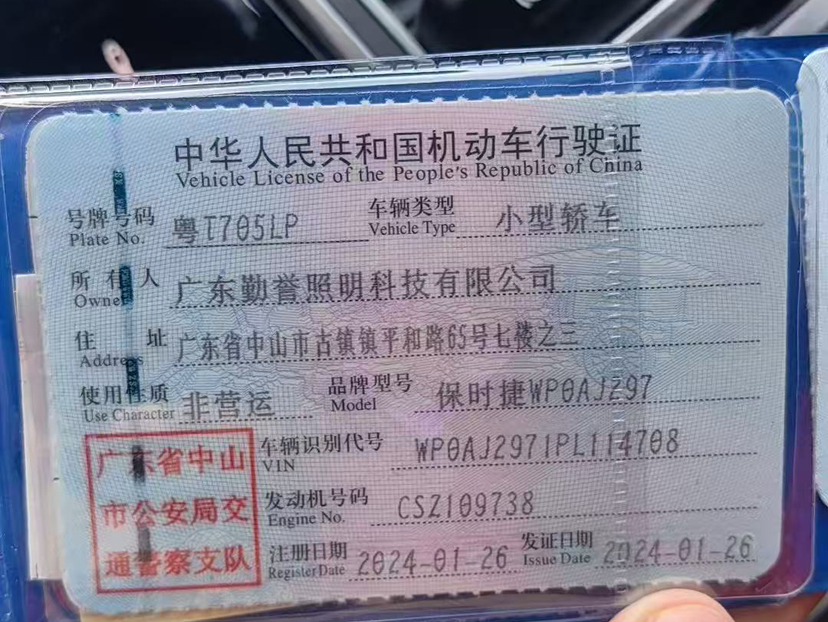 中华人民共和国机动车行驶证
Vehicle License of the People's Republic of China
号牌号码 粤T705LP 车辆类型 小型轿车
Plate No. Vehicle Type
所有人 广东勤誉照明科技有限公司
Owner
住址 广东省中山市古镇镇平和路65号七楼之三
Address
使用性质 非营运 品牌型号 保时捷WP0AJ297
Use Character Model
车辆识别代号 WP0AJ2971PL114708
VIN
发动机号码 CSZ109738
Engine No.
注册日期 2024-01-26 发证日期 2024-01-26
Register Date Issue Date
广东省中山
市公安局交
通警察支队